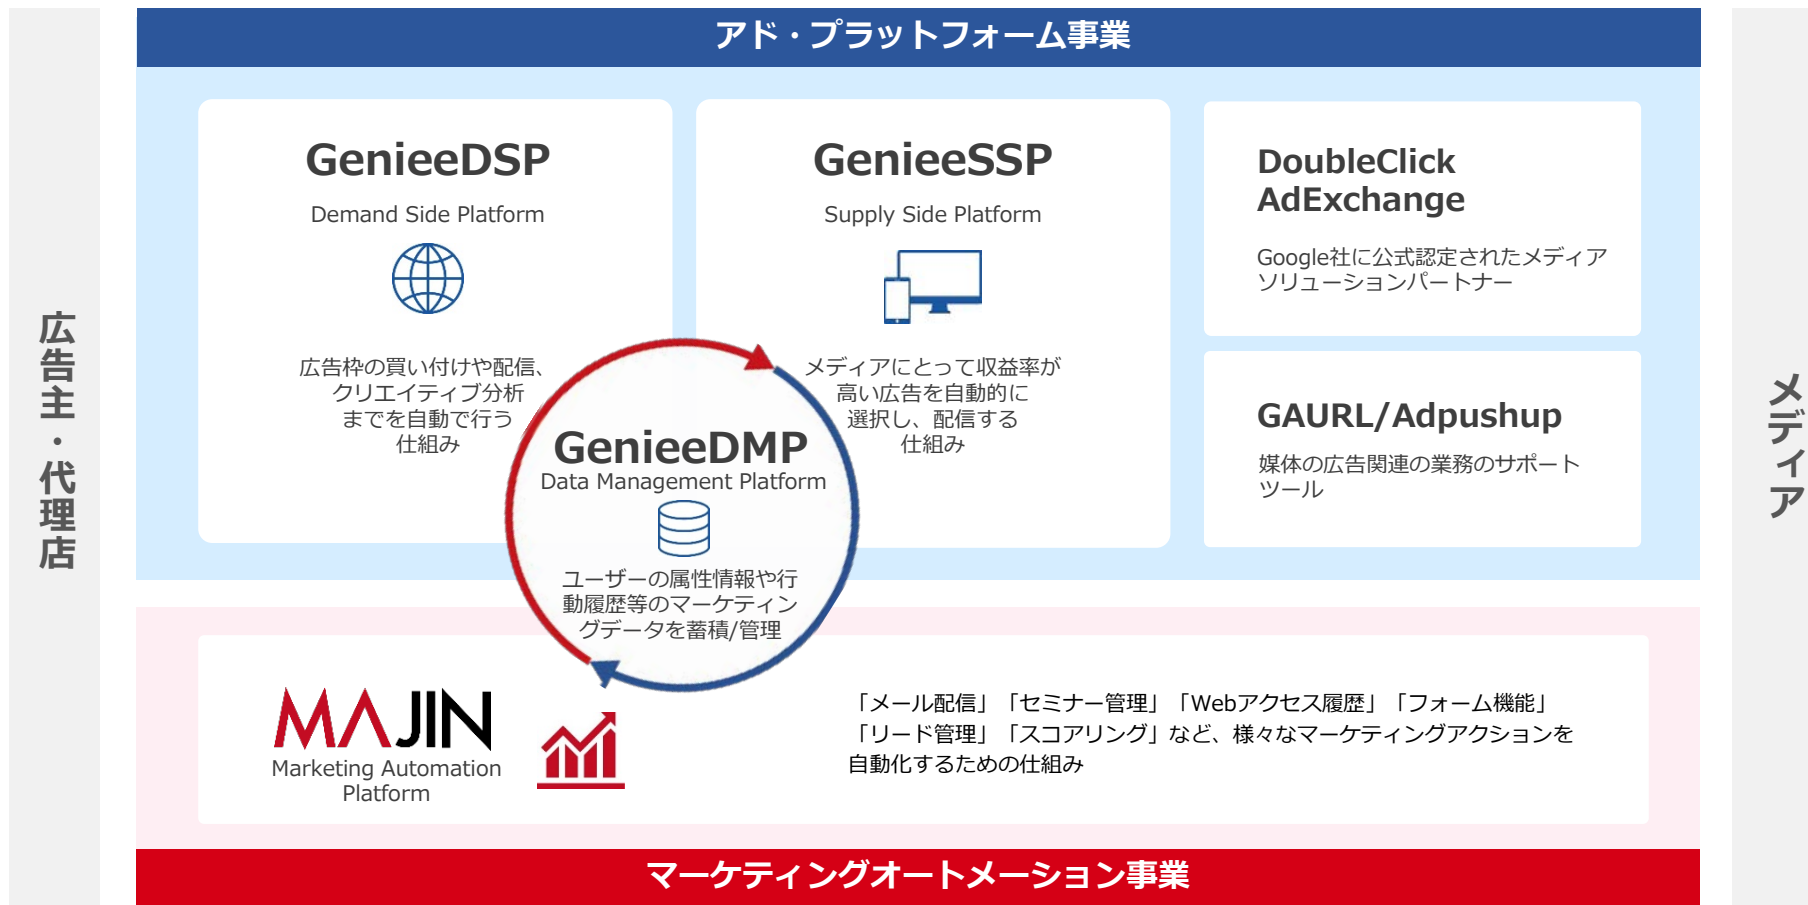 アド・プラットフォーム事業
広告主・代理店
GenieeDSP
Demand Side Platform
広告枠の買い付けや配信、
クリエイティブ分析
までを自動で行う
仕組み
GenieeSSP
Supply Side Platform
メディアにとって収益率が
高い広告を自動的に
選択し、配信する
仕組み
DoubleClick
AdExchange
Google社に公式認定されたメディア
ソリューションパートナー
GAURL/Adpushup
媒体の広告関連の業務のサポート
ツール
GenieeDMP
Data Management Platform
ユーザーの属性情報や行
動履歴等のマーケティン
グデータを蓄積/管理
メディア
MAJIN
Marketing Automation
Platform
「メール配信」「セミナー管理」「Webアクセス履歴」「フォーム機能」
「リード管理」「スコアリング」など、様々なマーケティングアクションを
自動化するための仕組み
マーケティングオートメーション事業